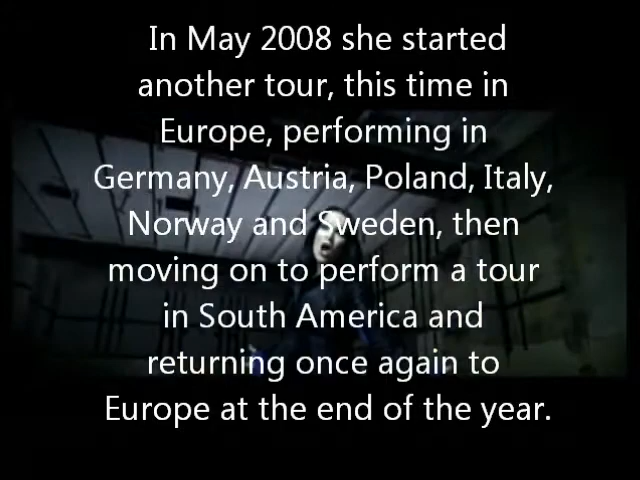 In May 2008 she started
another tour, this time in
Europe, performing in
Germany, Austria, Poland, Italy,
Norway and Sweden, then
moving on to perform a tour
in South America and
returning once again to
Europe at the end of the year.